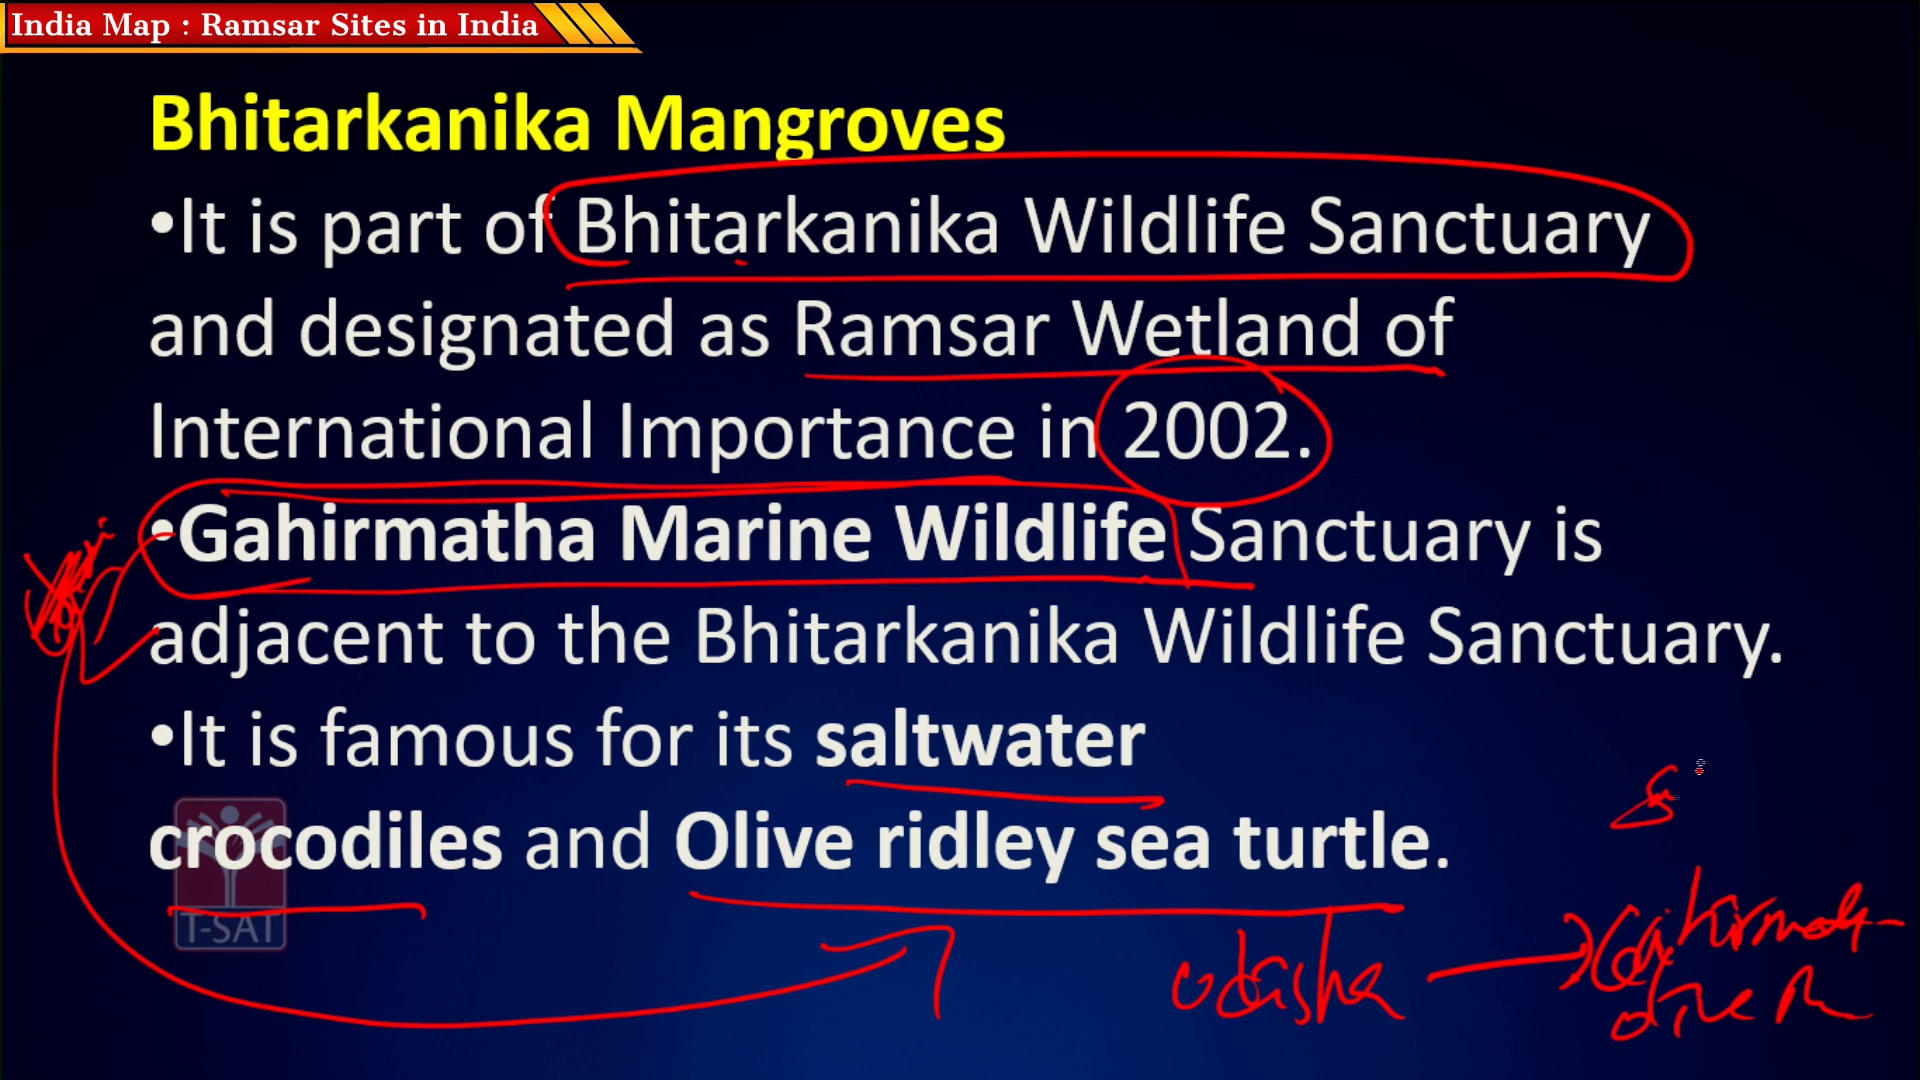 India Map : Ramsar Sites in India
Bhitarkanika Mangroves
•It is part of Bhitarkanika Wildlife Sanctuary
and designated as Ramsar Wetland of
International Importance in 2002.
•Gahirmatha Marine Wildlife Sanctuary is
adjacent to the Bhitarkanika Wildlife Sanctuary.
•It is famous for its saltwater
crocodiles and Olive ridley sea turtle.
T-SAT
odisha